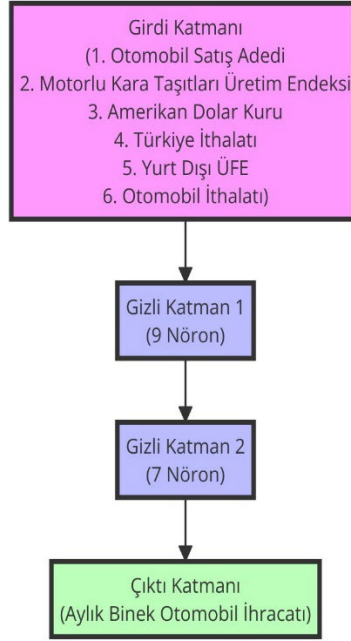 Girdi Katmanı
(1. Otomobil Satış Adedi
2. Motorlu Kara Taşıtları Üretim Endeksi
3. Amerikan Dolar Kuru
4. Türkiye İthalatı
5. Yurt Dışı ÜFE
6. Otomobil İthalatı)
Gizli Katman 1
(9 Nöron)
Gizli Katman 2
(7 Nöron)
Çıktı Katmanı
(Aylık Binek Otomobil İhracatı)